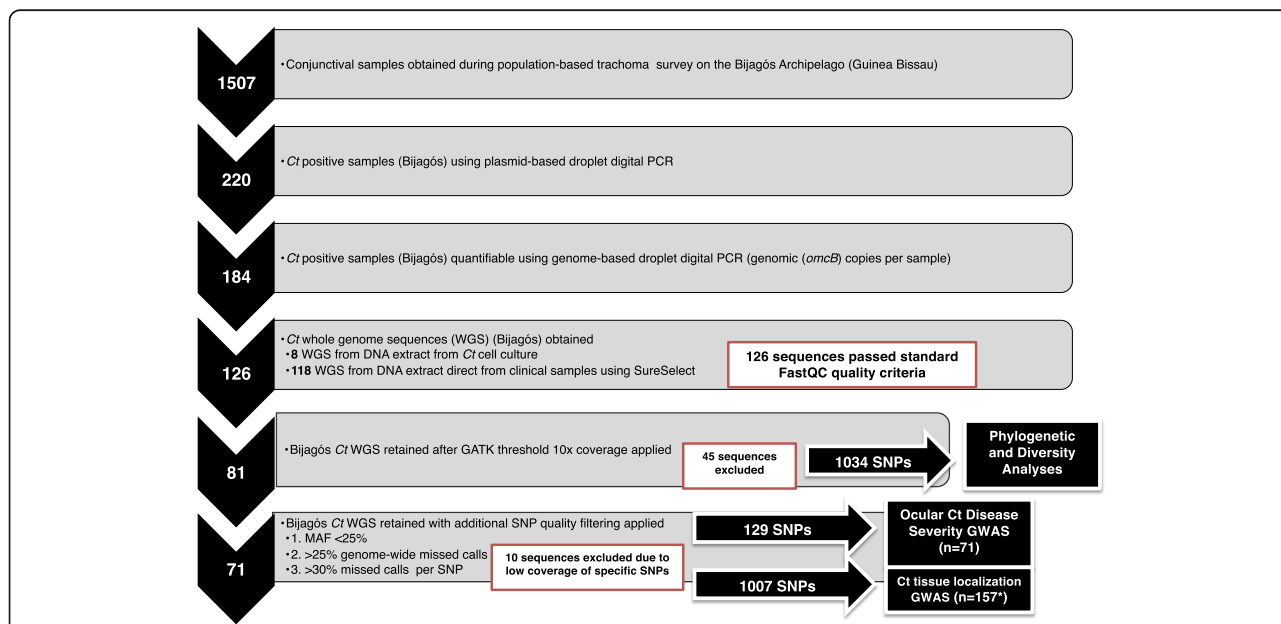 1507
•Conjunctival samples obtained during population-based trachoma survey on the Bijagós Archipelago (Guinea Bissau)
220
•Ct positive samples (Bijagós) using plasmid-based droplet digital PCR
184
•Ct positive samples (Bijagós) quantifiable using genome-based droplet digital PCR (genomic (omcB) copies per sample)
126
•Ct whole genome sequences (WGS) (Bijagós) obtained
•8 WGS from DNA extract from Ct cell culture
•118 WGS from DNA extract direct from clinical samples using SureSelect
126 sequences passed standard
FastQC quality criteria
81
•Bijagós Ct WGS retained after GATK threshold 10x coverage applied
45 sequences
excluded
1034 SNPs
Phylogenetic
and Diversity
Analyses
71
•Bijagós Ct WGS retained with additional SNP quality filtering applied
•1. MAF <25%
•2. >25% genome-wide missed calls
•3. >30% missed calls per SNP
10 sequences excluded due to
low coverage of specific SNPs
129 SNPs
Ocular Ct Disease
Severity GWAS
(n=71)
1007 SNPs
Ct tissue localization
GWAS (n=157*)